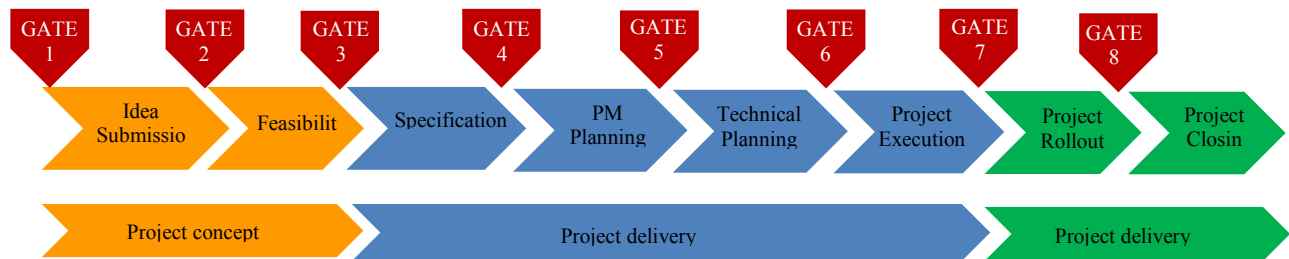 GATE
1
GATE
2
GATE
3
GATE
4
GATE
5
GATE
6
GATE
7
GATE
8
Idea
Submissio
Feasibilit
Specification
PM
Planning
Technical
Planning
Project
Execution
Project
Rollout
Project
Closin
Project concept
Project delivery
Project delivery